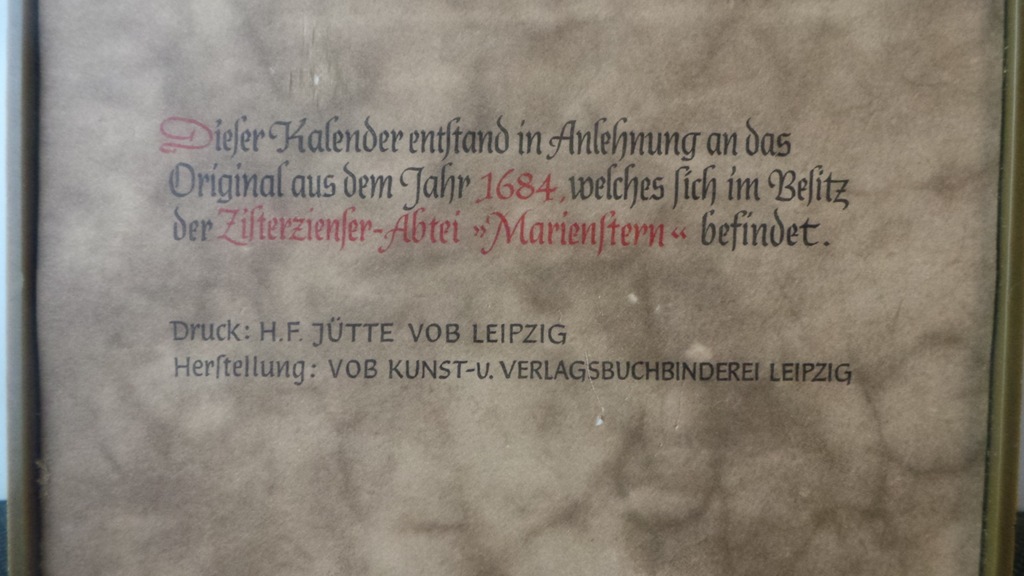 Dieſer Kalender entſtand in Anlehnung an das
Original aus dem Jahr 1684, welches ſich im Beſitz
der Ziſterzienſer-Abtei »Marienſtern« befindet.
Druck: H.F. JÜTTE VOB LEIPZIG
Herſtellung: VOB KUNST-U. VERLAGSBUCHBINDEREI LEIPZIG